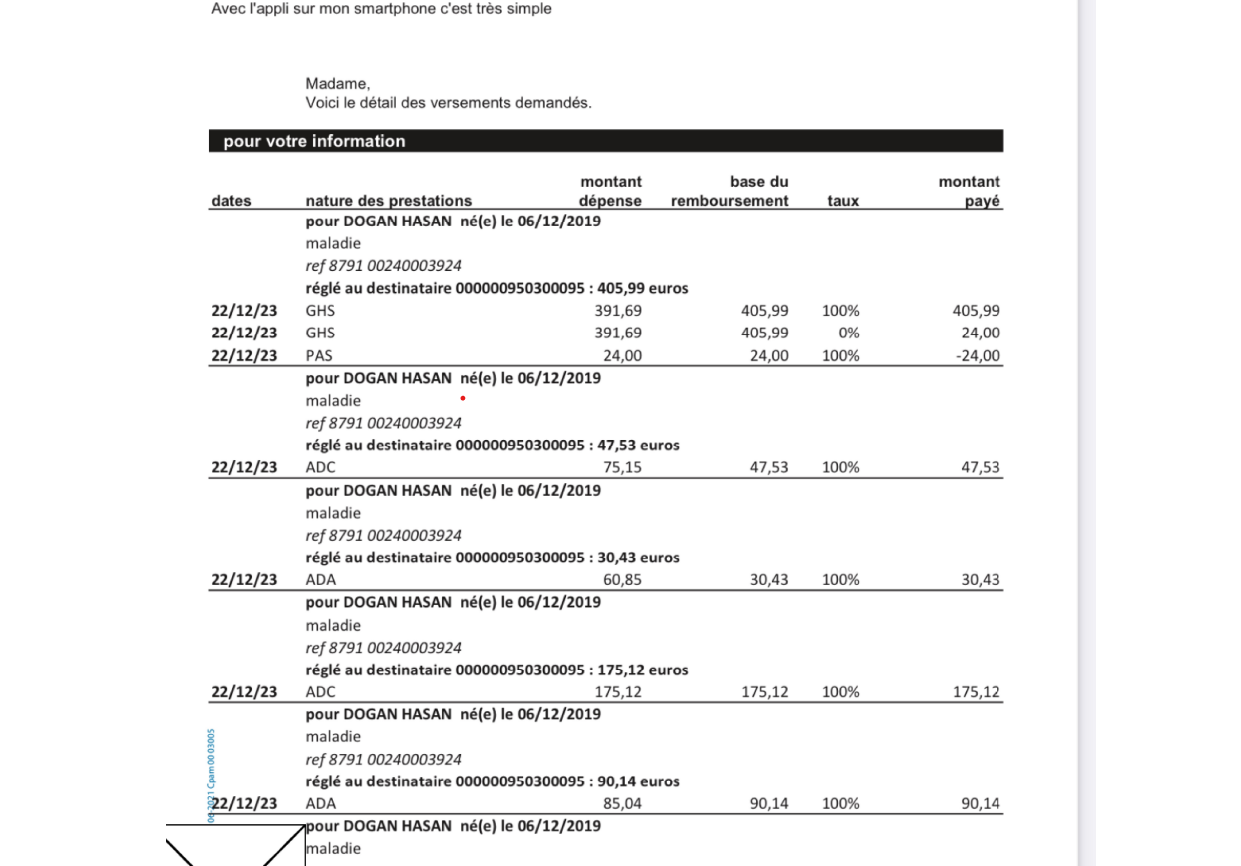 Avec l'appli sur mon smartphone c'est très simple
Madame,
Voici le détail des versements demandés.
pour votre information
montant base du montant
dates nature des prestations dépense remboursement taux payé
pour DOGAN HASAN né(e) le 06/12/2019
maladie
ref 8791 00240003924
réglé au destinataire 000000950300095 : 405,99 euros
22/12/23 GHS 391,69 405,99 100% 405,99
22/12/23 GHS 391,69 405,99 0% 24,00
22/12/23 PAS 24,00 24,00 100% -24,00
pour DOGAN HASAN né(e) le 06/12/2019
maladie
ref 8791 00240003924
réglé au destinataire 000000950300095 : 47,53 euros
22/12/23 ADC 75,15 47,53 100% 47,53
pour DOGAN HASAN né(e) le 06/12/2019
maladie
ref 8791 00240003924
réglé au destinataire 000000950300095 : 30,43 euros
22/12/23 ADA 60,85 30,43 100% 30,43
pour DOGAN HASAN né(e) le 06/12/2019
maladie
ref 8791 00240003924
réglé au destinataire 000000950300095 : 175,12 euros
22/12/23 ADC 175,12 175,12 100% 175,12
pour DOGAN HASAN né(e) le 06/12/2019
maladie
ref 8791 00240003924
réglé au destinataire 000000950300095 : 90,14 euros
22/12/23 ADA 85,04 90,14 100% 90,14
pour DOGAN HASAN né(e) le 06/12/2019
maladie
Cpam 00 03005